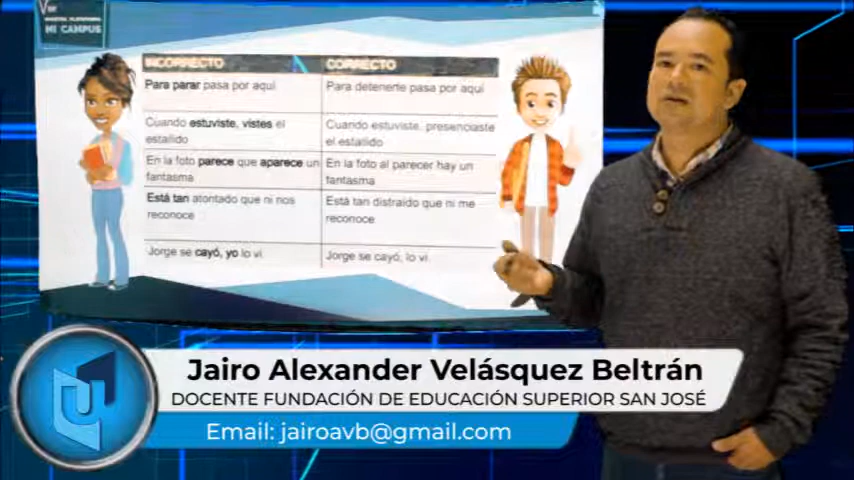 VISITE
NUESTRA PLATAFORMA
MI CAMPUS
INCORRECTO
CORRECTO
Para parar pasa por aquí
Para detenerte pasa por aquí
Cuando estuviste, vistes el
estallido
Cuando estuviste, presenciaste
el estallido
En la foto parece que aparece un
fantasma
En la foto al parecer hay un
fantasma
Está tan atontado que ni nos
reconoce
Está tan distraído que ni me
reconoce
Jorge se cayó, yo lo vi.
Jorge se cayó, lo vi.
Jairo Alexander Velásquez Beltrán
DOCENTE FUNDACIÓN DE EDUCACIÓN SUPERIOR SAN JOSÉ
Email: jairoavb@gmail.com